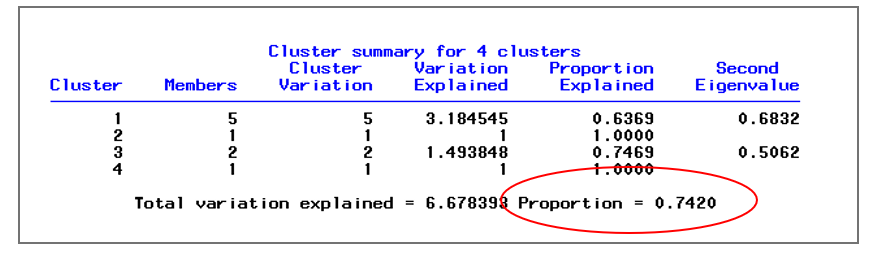 Cluster summary for 4 clusters
Cluster Variation Proportion Second
Cluster Members Variation Explained Explained Eigenvalue
1 5 5 3.184545 0.6369 0.6832
2 1 1 1 1.0000
3 2 2 1.493848 0.7469 0.5062
4 1 1 1 1.0000
Total variation explained = 6.678393 Proportion = 0.7420